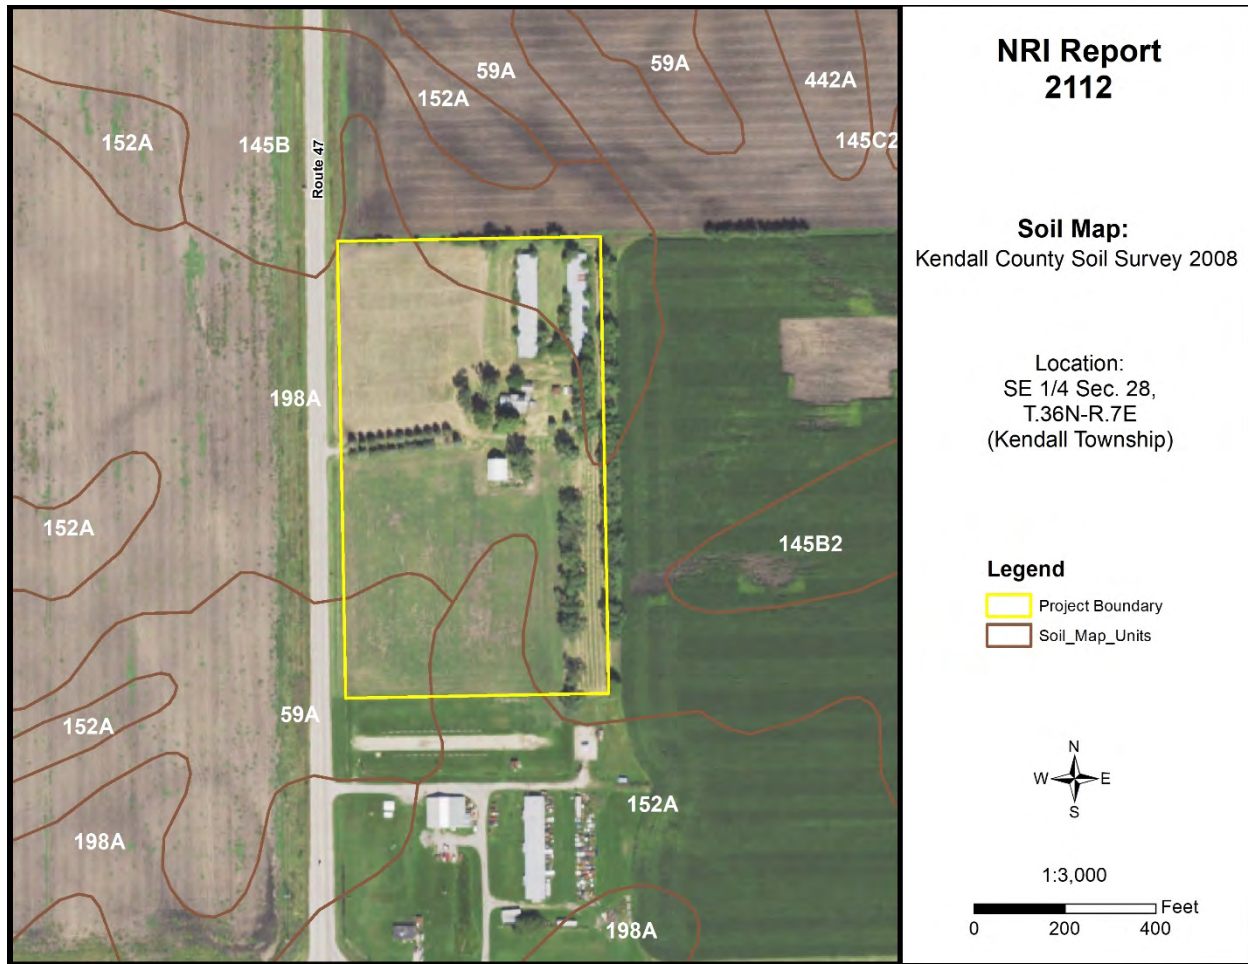 59A
59A
442A
152A
152A
145B
145C2
Route 47
198A
152A
145B2
152A
59A
152A
198A
198A
NRI Report
2112
Soil Map:
Kendall County Soil Survey 2008
Location:
SE 1/4 Sec. 28,
T.36N-R.7E
(Kendall Township)
Legend
Project Boundary
Soil_Map_Units
N
W E
S
1:3,000
Feet
0 200 400